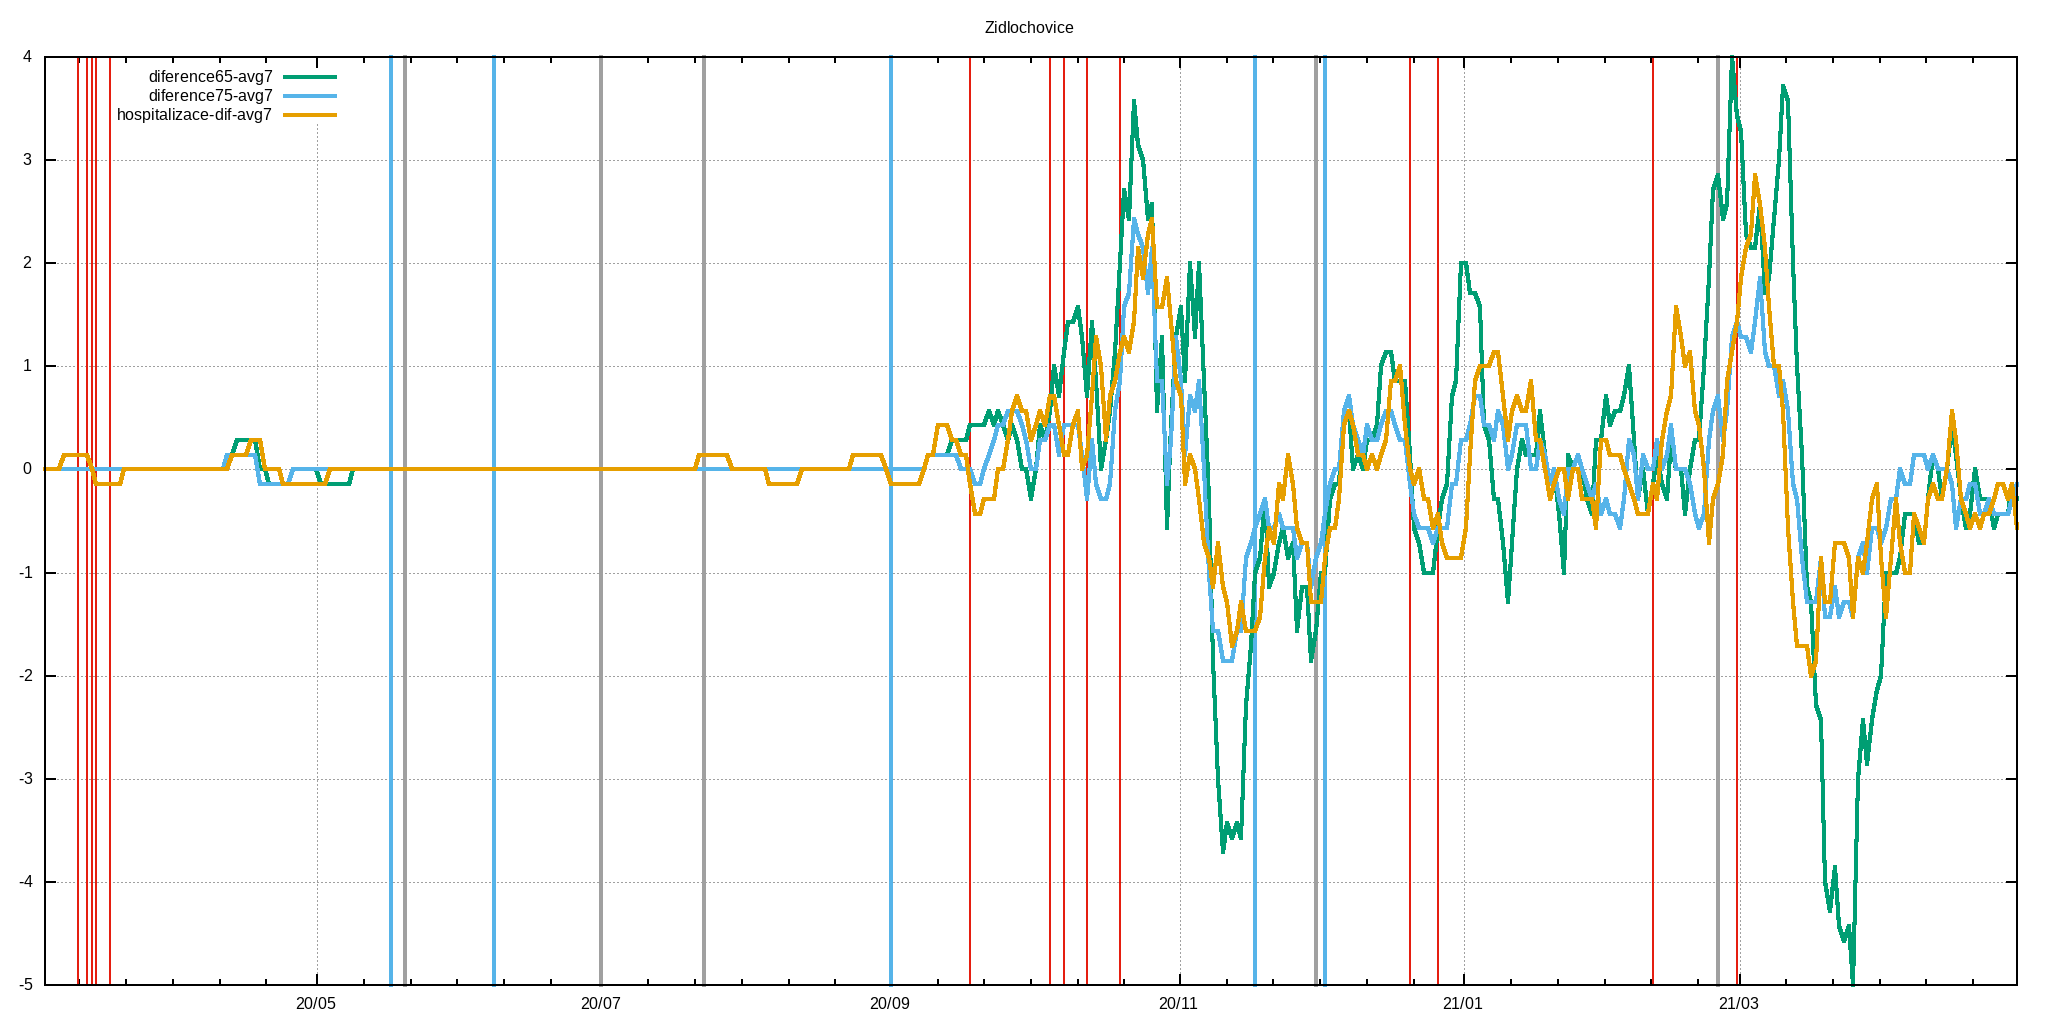 Zidlochovice
diference65-avg7
diference75-avg7
hospitalizace-dif-avg7
4
3
2
1
0
-1
-2
-3
-4
-5
20/05 20/07 20/09 20/11 21/01 21/03